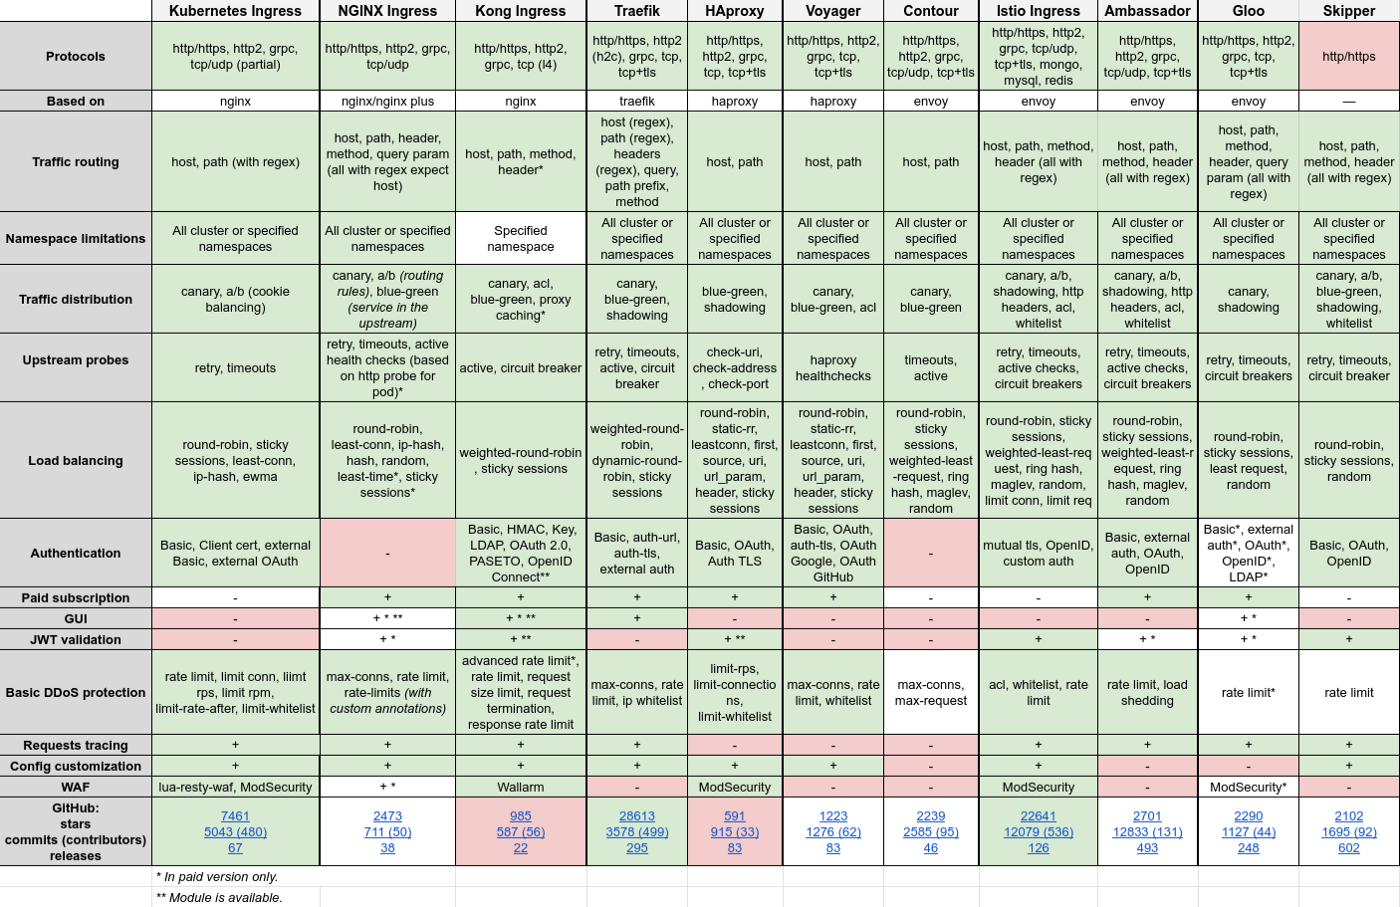 Kubernetes Ingress NGINX Ingress Kong Ingress Traefik HAproxy Voyager Contour Istio Ingress Ambassador Gloo Skipper
Protocols
http/https, http2, grpc,
tcp/udp (partial)
http/https, http2, grpc,
tcp/udp
http/https, http2,
grpc, tcp (l4)
http/https, http2
(h2c), grpc, tcp,
tcp+tls
http/https,
http2, grpc,
tcp, tcp+tls
http/https, http2,
grpc, tcp,
tcp+tls
http/https,
http2, grpc,
tcp/udp, tcp+tls
http/https, http2,
grpc, tcp/udp,
tcp+tls, mongo,
mysql, redis
http/https,
http2, grpc,
tcp/udp, tcp+tls
http/https, http2,
grpc, tcp,
tcp+tls
http/https
Based on
nginx
nginx/nginx plus
nginx
traefik
haproxy
haproxy
envoy
envoy
envoy
envoy
—
Traffic routing
host, path (with regex)
host, path, header,
method, query param
(all with regex expect
host)
host, path, method,
header*
host (regex),
path (regex),
headers
(regex), query,
path prefix,
method
host, path
host, path
host, path
host, path, method,
header (all with
regex)
host, path,
method, header
(all with regex)
host, path,
method,
header, query
param (all with
regex)
host, path,
method, header
(all with regex)
Namespace limitations
All cluster or specified
namespaces
All cluster or specified
namespaces
Specified
namespace
All cluster or
specified
namespaces
All cluster or
specified
namespaces
All cluster or
specified
namespaces
All cluster or
specified
namespaces
All cluster or
specified
namespaces
All cluster or
specified
namespaces
All cluster or
specified
namespaces
All cluster or
specified
namespaces
Traffic distribution
canary, a/b (cookie
balancing)
canary, a/b (routing
rules), blue-green
(service in the
upstream)
canary, acl,
blue-green, proxy
caching*
canary,
blue-green,
shadowing
blue-green,
shadowing
canary,
blue-green, acl
canary,
blue-green
canary, a/b,
shadowing, http
headers, acl,
whitelist
canary, a/b,
shadowing, http
headers, acl,
whitelist
canary,
shadowing
canary, a/b,
blue-green,
shadowing,
whitelist
Upstream probes
retry, timeouts
retry, timeouts, active
health checks (based
on http probe for
pod)*
active, circuit breaker
retry, timeouts,
active, circuit
breaker
check-uri,
check-address
, check-port
haproxy
healthchecks
timeouts,
active
retry, timeouts,
active checks,
circuit breakers
retry, timeouts,
active checks,
circuit breakers
retry, timeouts,
circuit breakers
retry, timeouts,
circuit breaker
Load balancing
round-robin, sticky
sessions, least-conn,
ip-hash, ewma
round-robin,
least-conn, ip-hash,
hash, random,
least-time*, sticky
sessions*
weighted-round-robin
, sticky sessions
weighted-round-
robin,
dynamic-round-
robin, sticky
sessions
round-robin,
static-rr,
leastconn, first,
source, uri,
url_param,
header, sticky
sessions
round-robin,
static-rr,
leastconn, first,
source, uri,
url_param,
header, sticky
sessions
round-robin,
sticky
sessions,
weighted-least
-request, ring
hash, maglev,
random
round-robin, sticky
sessions,
weighted-least-req
uest, ring hash,
maglev, random,
limit conn, limit req
round-robin,
sticky sessions,
weighted-least-r
equest, ring
hash, maglev,
random
round-robin,
sticky sessions,
least request,
random
round-robin,
sticky sessions,
random
Authentication
Basic, Client cert, external
Basic, external OAuth
-
Basic, HMAC, Key,
LDAP, OAuth 2.0,
PASETO, OpenID
Connect**
Basic, auth-url,
auth-tls,
external auth
Basic, OAuth,
Auth TLS
Basic, OAuth,
auth-tls, OAuth
Google, OAuth
GitHub
-
mutual tls, OpenID,
custom auth
Basic, external
auth, OAuth,
OpenID
Basic*, external
auth*, OAuth*,
OpenID*,
LDAP*
Basic, OAuth,
OpenID
Paid subscription - + + + + + - - + + -
GUI - + * ** + * ** + - - - - - + * -
JWT validation - + * + ** - + ** - - + + * + * +
Basic DDoS protection
rate limit, limit conn, liimt
rps, limit rpm,
limit-rate-after, limit-whitelist
max-conns, rate limit,
rate-limits (with
custom annotations)
advanced rate limit*,
rate limit, request
size limit, request
termination,
response rate limit
max-conns, rate
limit, ip whitelist
limit-rps,
limit-connectio
ns,
limit-whitelist
max-conns, rate
limit, whitelist
max-conns,
max-request
acl, whitelist, rate
limit
rate limit, load
shedding
rate limit*
rate limit
Requests tracing + + + + - - - + + + +
Config customization + + + + + + - + - - +
WAF lua-resty-waf, ModSecurity + * Wallarm - ModSecurity - - ModSecurity - ModSecurity* -
GitHub:
stars
commits (contributors)
releases
7461
5043 (480)
67
2473
711 (50)
38
985
587 (56)
22
28613
3578 (499)
295
591
915 (33)
83
1223
1276 (62)
83
2239
2585 (95)
46
22641
12079 (536)
126
2701
12833 (131)
493
2290
1127 (44)
248
2102
1695 (92)
602
* In paid version only.
** Module is available.